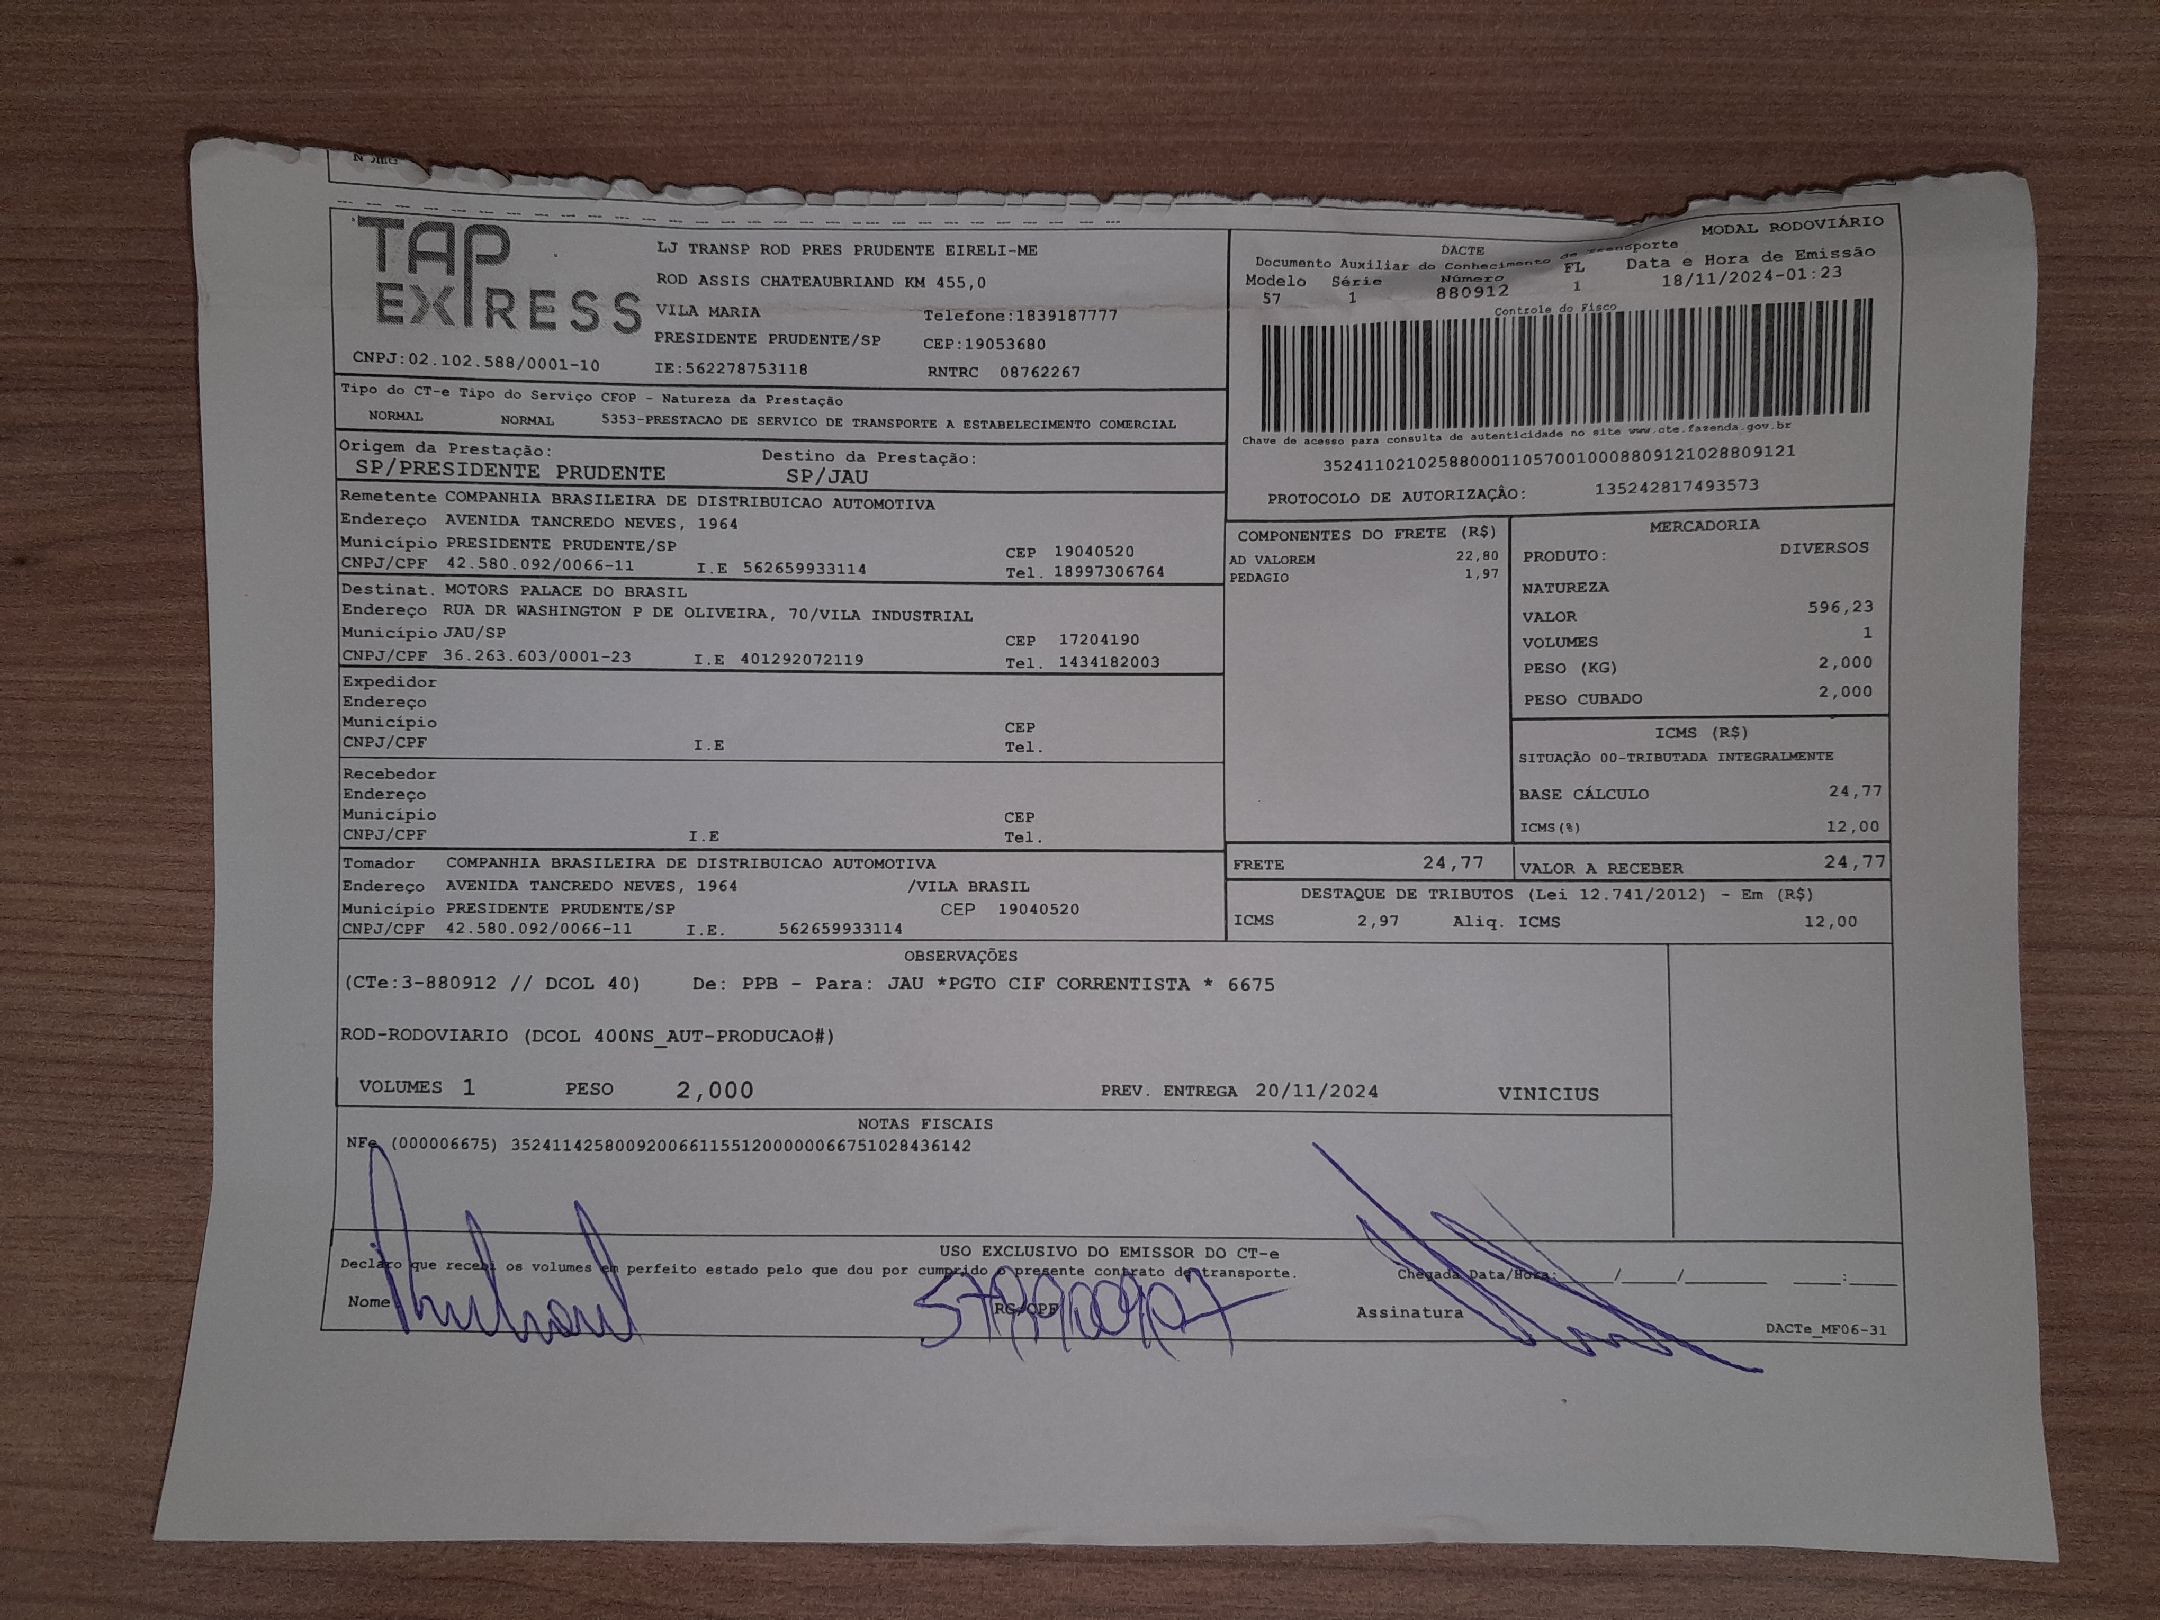 TAP
EXPRESS
CNPJ:02.102.588/0001-10
LJ TRANSP ROD PRES PRUDENTE EIRELI-ME
ROD ASSIS CHATEAUBRIAND KM 455,0
VILA MARIA Telefone:1839187777
PRESIDENTE PRUDENTE/SP CEP:19053680
IE:562278753118 RNTRC 08762267
MODAL RODOVIÁRIO
DACTE
Documento Auxiliar do Conhecimento de Transporte
Modelo Série Número FL Data e Hora de Emissão
57 1 880912 1 18/11/2024-01:23
Controle do Fisco
Chave de acesso para consulta de autenticidade no site www.cte.fazenda.gov.br
35241102102588000110570010008809121028809121
PROTOCOLO DE AUTORIZAÇÃO: 135242817493573
Tipo do CT-e Tipo do Serviço CFOP - Natureza da Prestação
NORMAL NORMAL 5353-PRESTACAO DE SERVICO DE TRANSPORTE A ESTABELECIMENTO COMERCIAL
Origem da Prestação: Destino da Prestação:
SP/PRESIDENTE PRUDENTE SP/JAU
Remetente COMPANHIA BRASILEIRA DE DISTRIBUICAO AUTOMOTIVA
Endereço AVENIDA TANCREDO NEVES, 1964
Município PRESIDENTE PRUDENTE/SP CEP 19040520
CNPJ/CPF 42.580.092/0066-11 I.E 562659933114 Tel. 18997306764
Destinat. MOTORS PALACE DO BRASIL
Endereço RUA DR WASHINGTON P DE OLIVEIRA, 70/VILA INDUSTRIAL
Município JAU/SP CEP 17204190
CNPJ/CPF 36.263.603/0001-23 I.E 401292072119 Tel. 1434182003
Expedidor
Endereço
Município CEP
CNPJ/CPF I.E Tel.
Recebedor
Endereço
Município CEP
CNPJ/CPF I.E Tel.
Tomador COMPANHIA BRASILEIRA DE DISTRIBUICAO AUTOMOTIVA
Endereço AVENIDA TANCREDO NEVES, 1964 /VILA BRASIL
Município PRESIDENTE PRUDENTE/SP CEP 19040520
CNPJ/CPF 42.580.092/0066-11 I.E. 562659933114
COMPONENTES DO FRETE (R$)
AD VALOREM 22,80
PEDAGIO 1,97
MERCADORIA
PRODUTO: DIVERSOS
NATUREZA
VALOR 596,23
VOLUMES 1
PESO (KG) 2,000
PESO CUBADO 2,000
ICMS (R$)
SITUAÇÃO 00-TRIBUTADA INTEGRALMENTE
BASE CÁLCULO 24,77
ICMS(%) 12,00
FRETE 24,77 VALOR A RECEBER 24,77
DESTAQUE DE TRIBUTOS (Lei 12.741/2012) - Em (R$)
ICMS 2,97 Aliq. ICMS 12,00
OBSERVAÇÕES
(CTe:3-880912 // DCOL 40) De: PPB - Para: JAU *PGTO CIF CORRENTISTA * 6675
ROD-RODOVIARIO (DCOL 400NS_AUT-PRODUCAO#)
VOLUMES 1 PESO 2,000 PREV. ENTREGA 20/11/2024 VINICIUS
NOTAS FISCAIS
NFe (000006675) 35241142580092006611551200000066751028436142
USO EXCLUSIVO DO EMISSOR DO CT-e
Declaro que recebi os volumes em perfeito estado pelo que dou por cumprido o presente contrato de transporte. Chegada Data/Hora: ____/____/______ ____:____
Nome RG/CPF Assinatura
DACTe_MF06-31